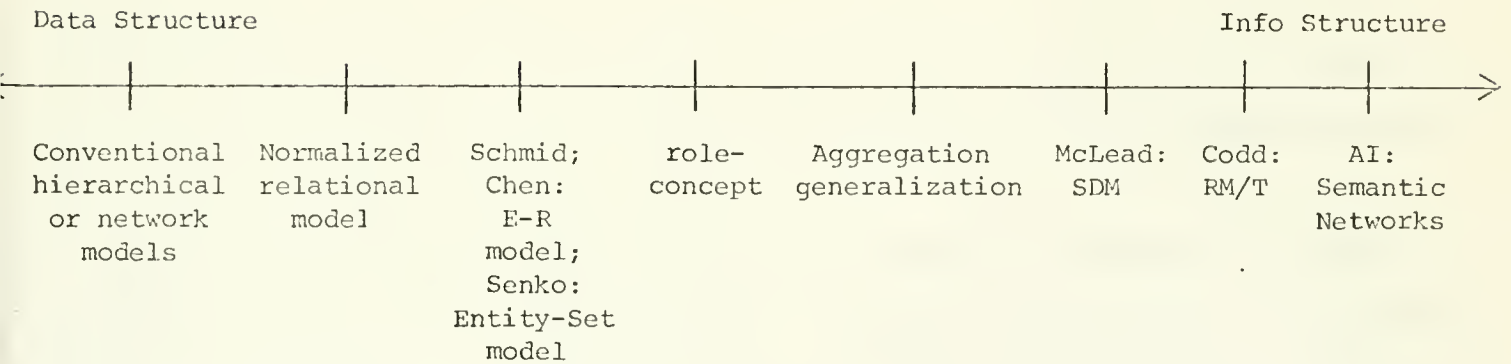 Data Structure
Info Structure
Conventional
hierarchical
or network
models
Normalized
relational
model
Schmid;
Chen:
E-R
model;
Senko:
Entity-Set
model
role-
concept
Aggregation
generalization
McLead:
SDM
Codd:
RM/T
AI:
Semantic
Networks